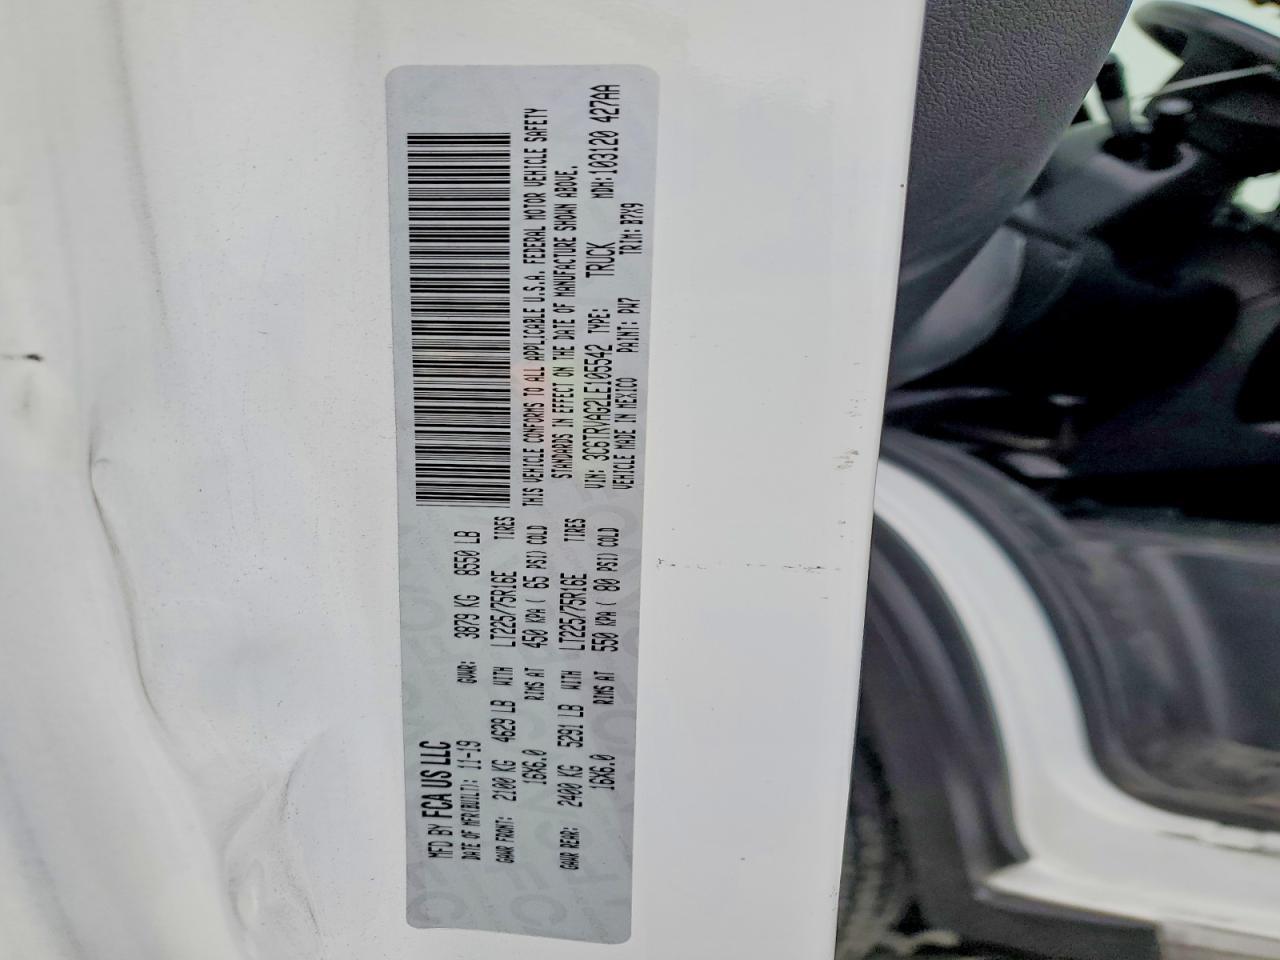 MFD BY FCA US LLC
DATE OF MFR(BUILT): 11-19 GVWR: 3879 KG 8550 LB
GAWR FRONT: 2100 KG 4629 LB WITH LT225/75R16E TIRES
16X6.0 RIMS AT 450 KPA( 65 PSI) COLD
GAWR REAR: 2400 KG 5291 LB WITH LT225/75R16E TIRES
16X6.0 RIMS AT 550 KPA( 80 PSI) COLD
THIS VEHICLE CONFORMS TO ALL APPLICABLE U.S.A. FEDERAL MOTOR VEHICLE SAFETY
STANDARDS IN EFFECT ON THE DATE OF MANUFACTURE SHOWN ABOVE.
VIN: 3C6TRVAG2LE105542 TYPE: TRUCK MDH:103120 427AA
VEHICLE MADE IN MEXICO PAINT: PW7 TRIM: B7X9